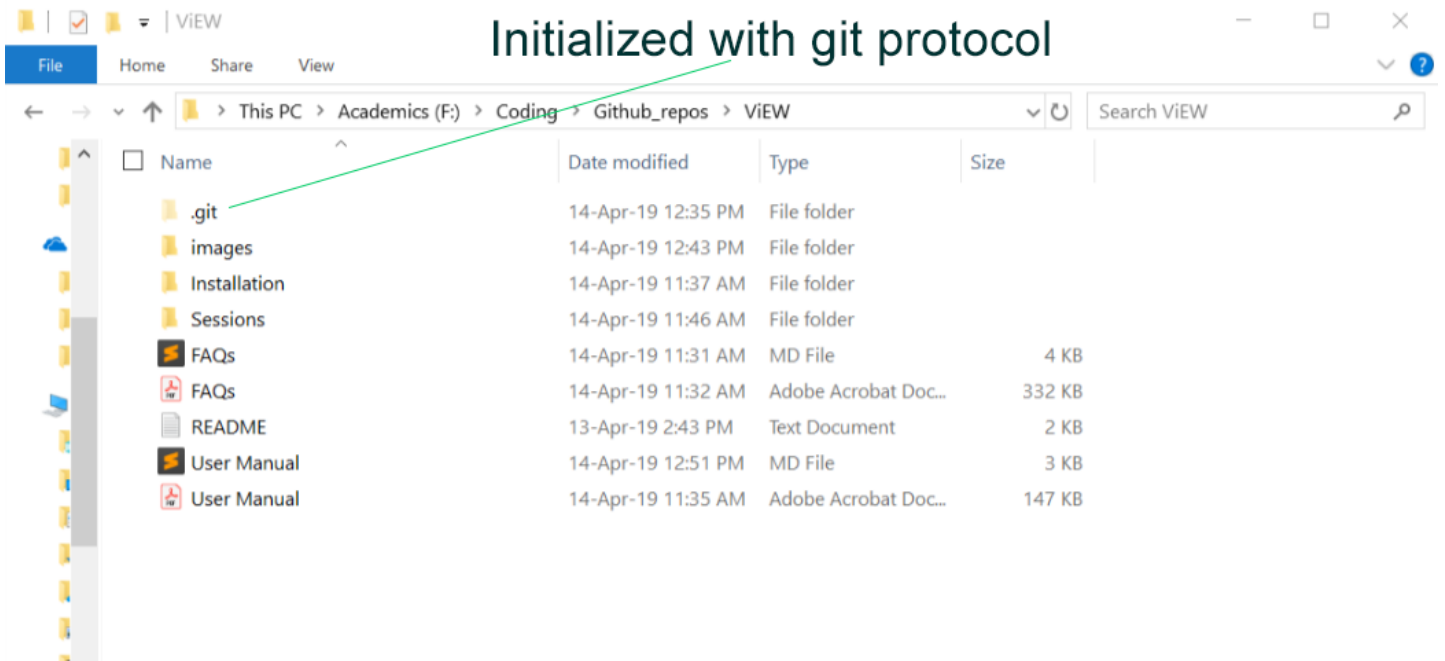 ViEW
Initialized with git protocol
File Home Share View
This PC > Academics (F:) > Coding > Github_repos > ViEW
Search ViEW
Name Date modified Type Size
.git 14-Apr-19 12:35 PM File folder
images 14-Apr-19 12:43 PM File folder
Installation 14-Apr-19 11:37 AM File folder
Sessions 14-Apr-19 11:46 AM File folder
FAQs 14-Apr-19 11:31 AM MD File 4 KB
FAQs 14-Apr-19 11:32 AM Adobe Acrobat Doc... 332 KB
README 13-Apr-19 2:43 PM Text Document 2 KB
User Manual 14-Apr-19 12:51 PM MD File 3 KB
User Manual 14-Apr-19 11:35 AM Adobe Acrobat Doc... 147 KB